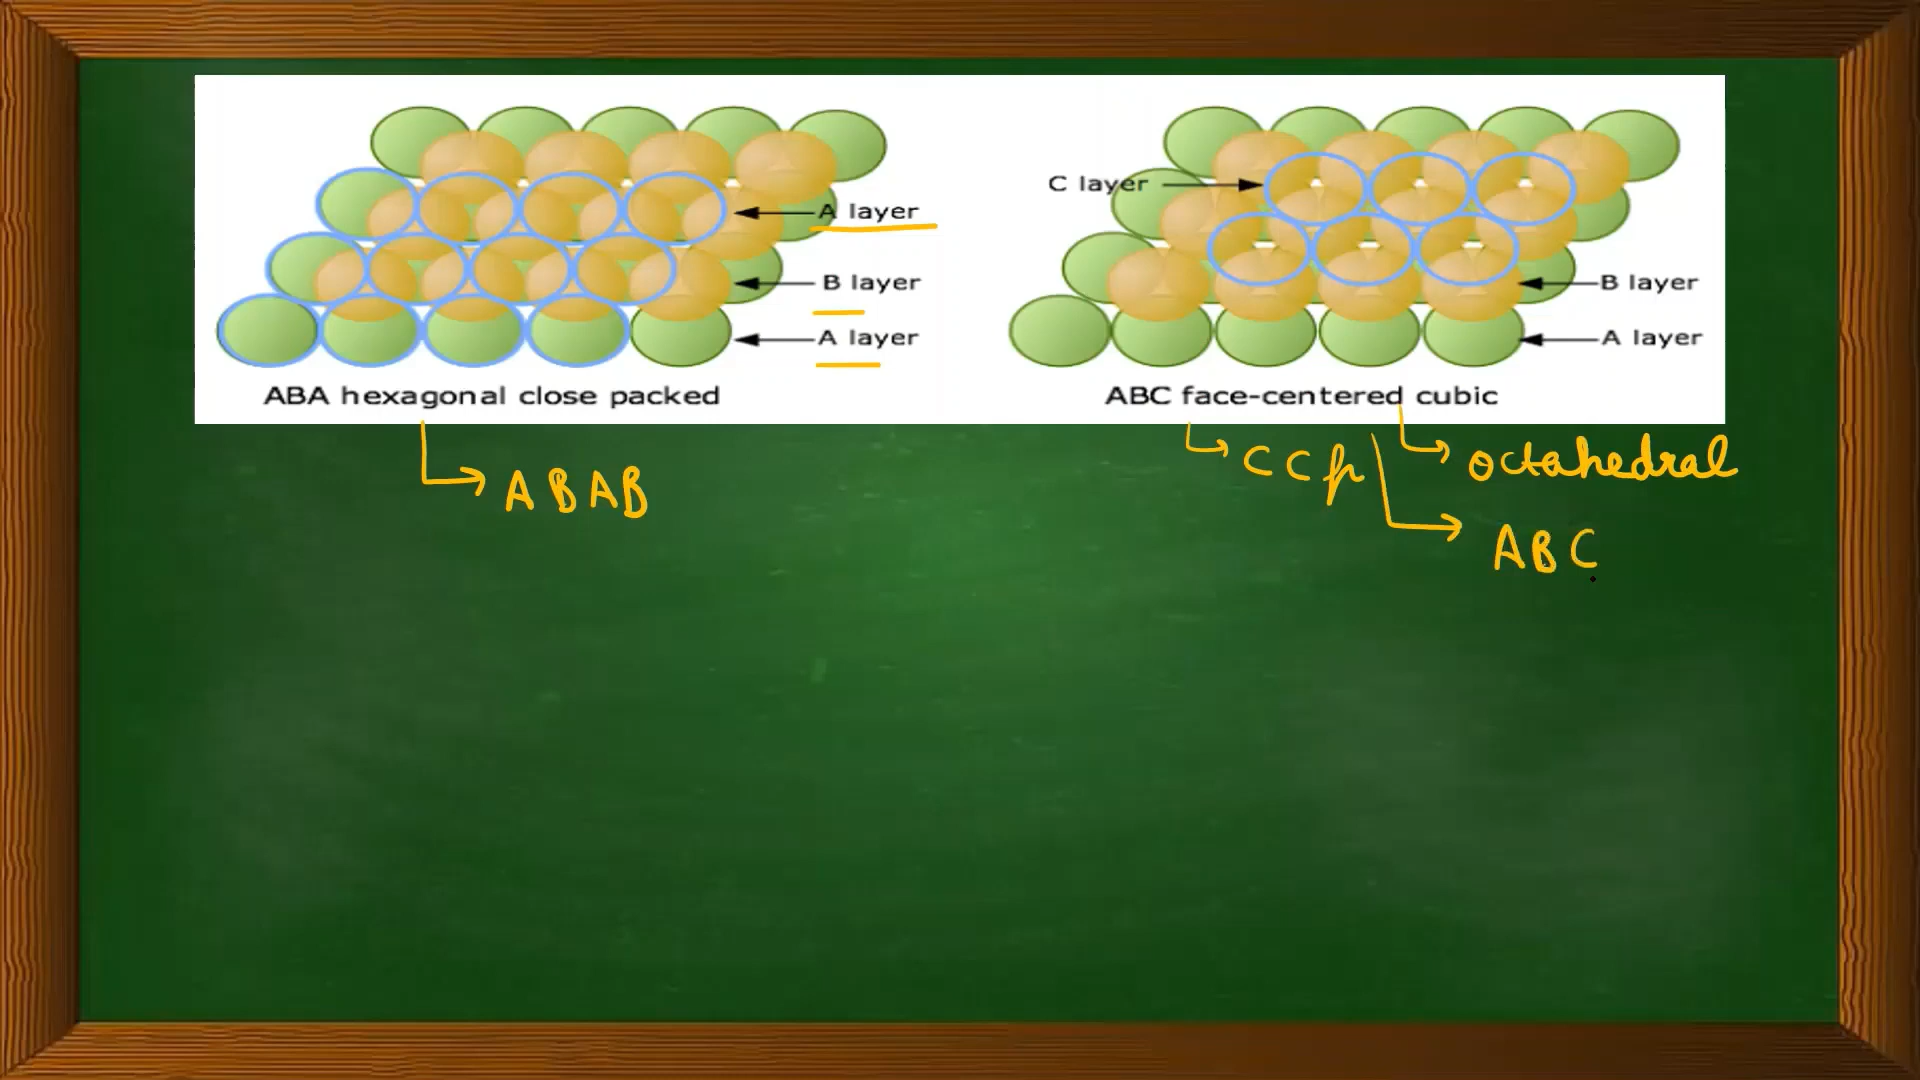 C layer
A layer
B layer
B layer
A layer
A layer
ABA hexagonal close packed
ABC face-centered cubic
ABAB
CCp
octahedral
ABC